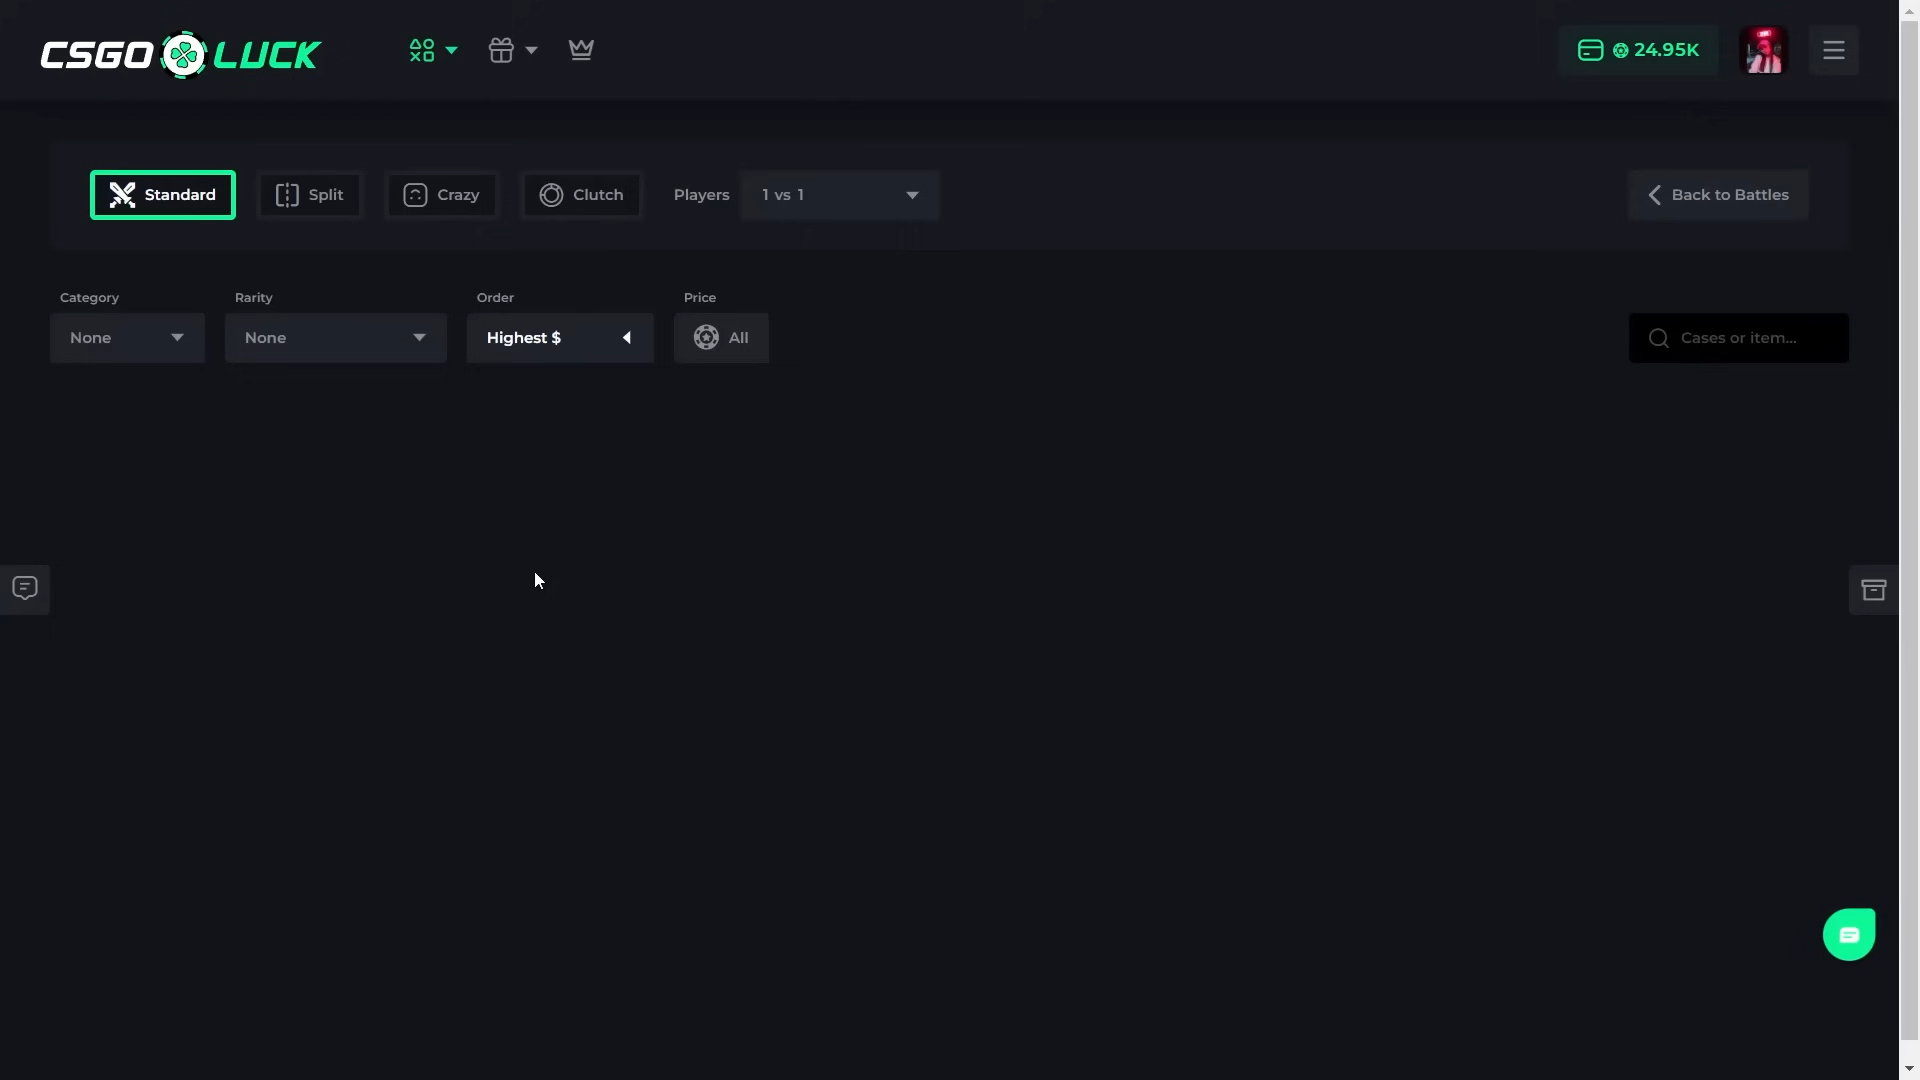 CSGO LUCK
24.95K
Standard
Split
Crazy
Clutch
Players
1 vs 1
Back to Battles
Category
Rarity
Order
Price
None
None
Highest $
All
Cases or item...